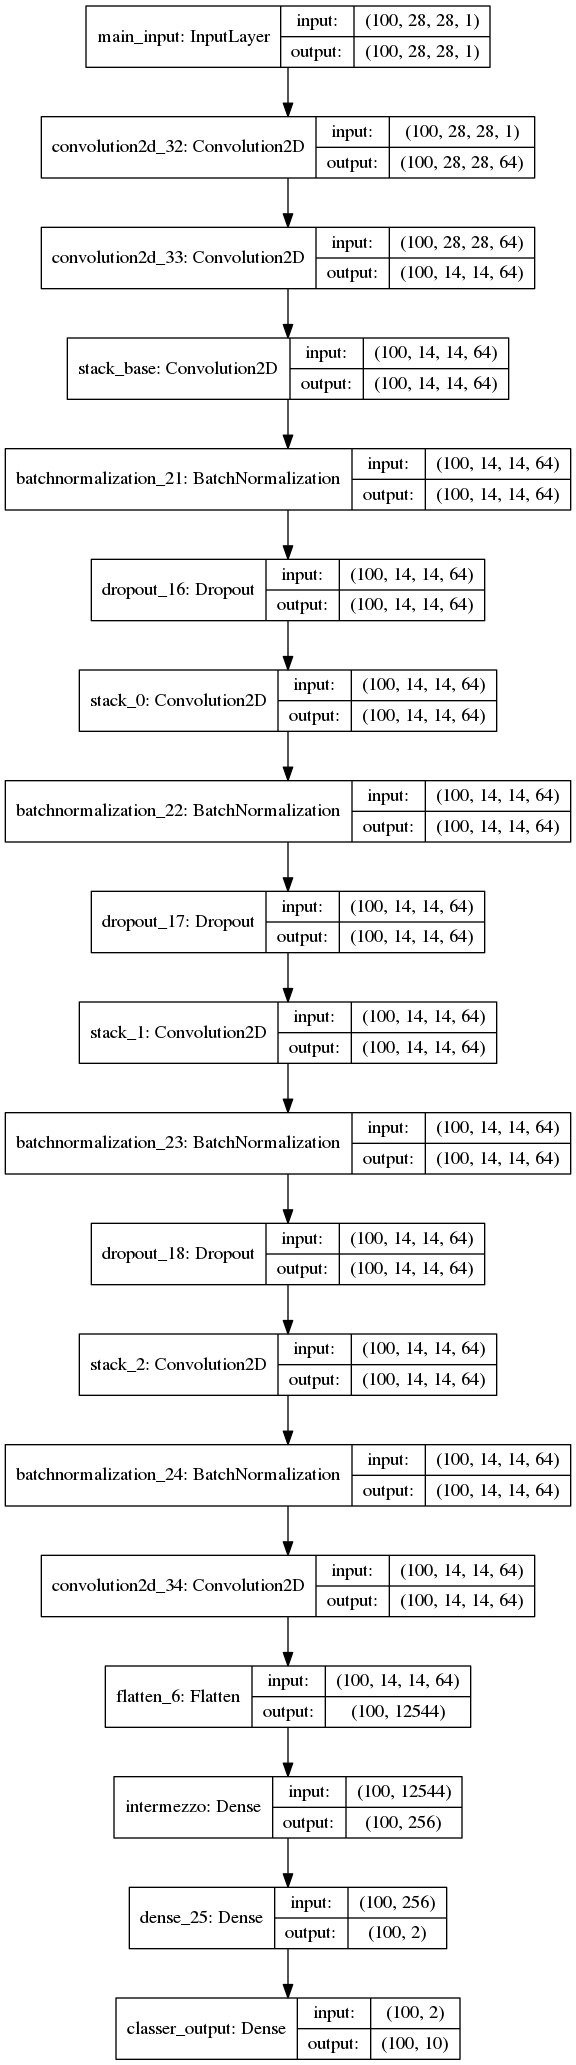 main_input: InputLayer
input: (100, 28, 28, 1)
output: (100, 28, 28, 1)
convolution2d_32: Convolution2D
input: (100, 28, 28, 1)
output: (100, 28, 28, 64)
convolution2d_33: Convolution2D
input: (100, 28, 28, 64)
output: (100, 14, 14, 64)
stack_base: Convolution2D
input: (100, 14, 14, 64)
output: (100, 14, 14, 64)
batchnormalization_21: BatchNormalization
input: (100, 14, 14, 64)
output: (100, 14, 14, 64)
dropout_16: Dropout
input: (100, 14, 14, 64)
output: (100, 14, 14, 64)
stack_0: Convolution2D
input: (100, 14, 14, 64)
output: (100, 14, 14, 64)
batchnormalization_22: BatchNormalization
input: (100, 14, 14, 64)
output: (100, 14, 14, 64)
dropout_17: Dropout
input: (100, 14, 14, 64)
output: (100, 14, 14, 64)
stack_1: Convolution2D
input: (100, 14, 14, 64)
output: (100, 14, 14, 64)
batchnormalization_23: BatchNormalization
input: (100, 14, 14, 64)
output: (100, 14, 14, 64)
dropout_18: Dropout
input: (100, 14, 14, 64)
output: (100, 14, 14, 64)
stack_2: Convolution2D
input: (100, 14, 14, 64)
output: (100, 14, 14, 64)
batchnormalization_24: BatchNormalization
input: (100, 14, 14, 64)
output: (100, 14, 14, 64)
convolution2d_34: Convolution2D
input: (100, 14, 14, 64)
output: (100, 14, 14, 64)
flatten_6: Flatten
input: (100, 14, 14, 64)
output: (100, 12544)
intermezzo: Dense
input: (100, 12544)
output: (100, 256)
dense_25: Dense
input: (100, 256)
output: (100, 2)
classer_output: Dense
input: (100, 2)
output: (100, 10)